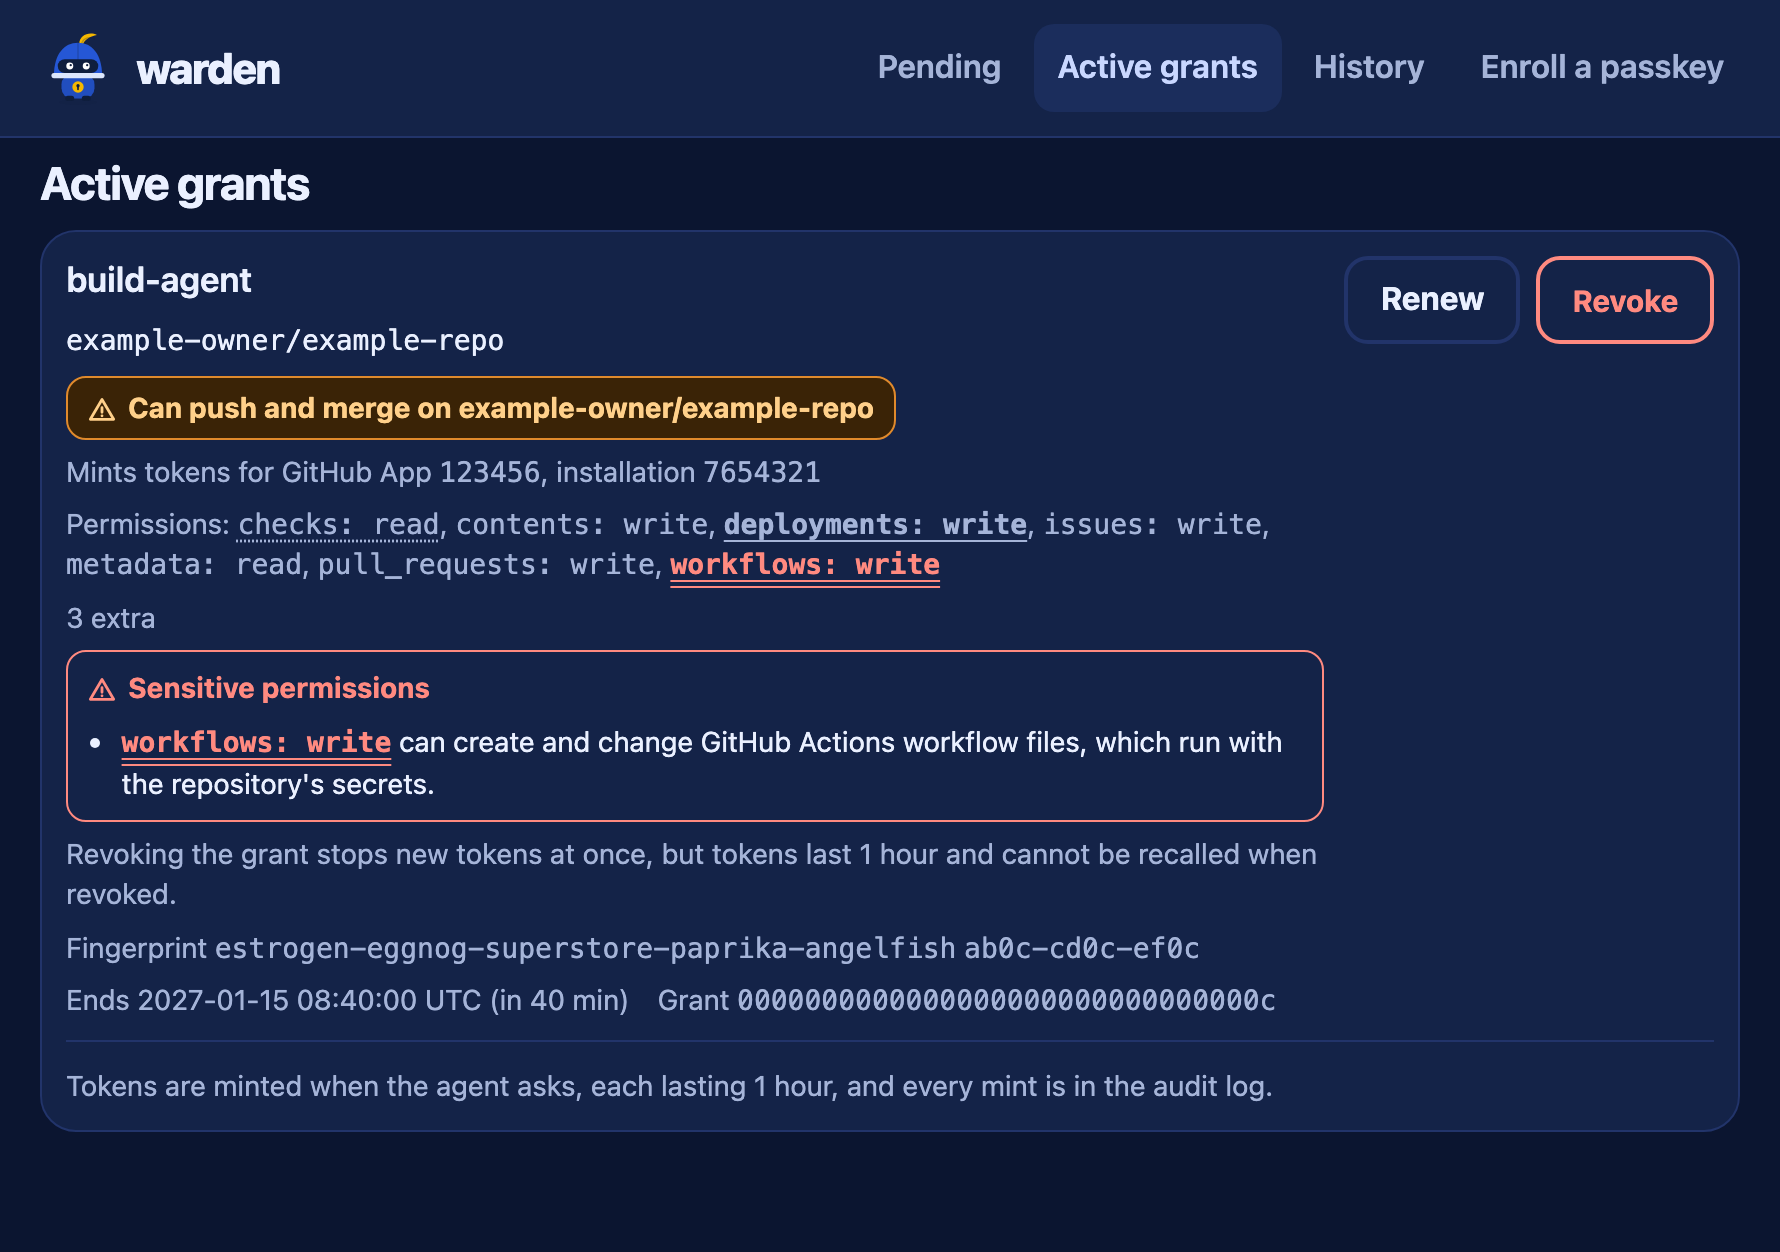 warden
Pending
Active grants
History
Enroll a passkey
Active grants
build-agent
Renew
Revoke
example-owner/example-repo
Can push and merge on example-owner/example-repo
Mints tokens for GitHub App 123456, installation 7654321
Permissions: checks: read, contents: write, deployments: write, issues: write,
metadata: read, pull_requests: write, workflows: write
3 extra
Sensitive permissions
• workflows: write can create and change GitHub Actions workflow files, which run with
the repository's secrets.
Revoking the grant stops new tokens at once, but tokens last 1 hour and cannot be recalled when
revoked.
Fingerprint estrogen-eggnog-superstore-paprika-angelfish ab0c-cd0c-ef0c
Ends 2027-01-15 08:40:00 UTC (in 40 min) Grant 0000000000000000000000000000000c
Tokens are minted when the agent asks, each lasting 1 hour, and every mint is in the audit log.